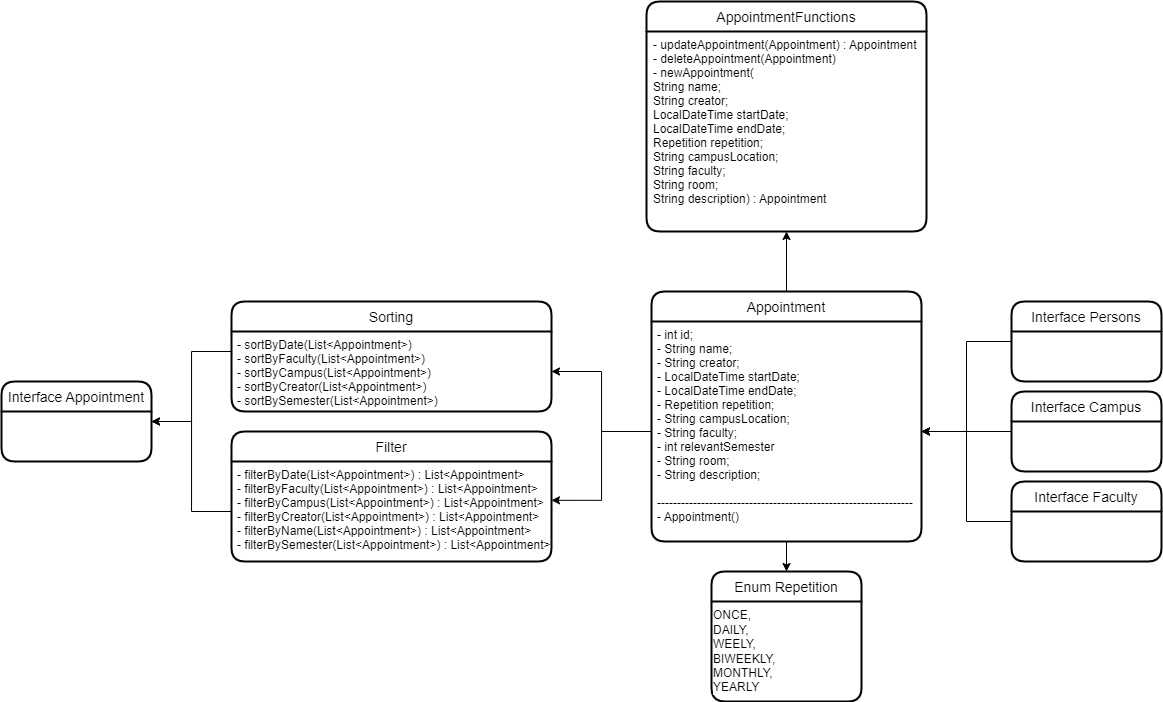 AppointmentFunctions
- updateAppointment(Appointment) : Appointment
- deleteAppointment(Appointment)
- newAppointment(
String name;
String creator;
LocalDateTime startDate;
LocalDateTime endDate;
Repetition repetition;
String campusLocation;
String faculty;
String room;
String description) : Appointment
Interface Appointment
Sorting
- sortByDate(List<Appointment>)
- sortByFaculty(List<Appointment>)
- sortByCampus(List<Appointment>)
- sortByCreator(List<Appointment>)
- sortBySemester(List<Appointment>)
Filter
- filterByDate(List<Appointment>) : List<Appointment>
- filterByFaculty(List<Appointment>) : List<Appointment>
- filterByCampus(List<Appointment>) : List<Appointment>
- filterByCreator(List<Appointment>) : List<Appointment>
- filterByName(List<Appointment>) : List<Appointment>
- filterBySemester(List<Appointment>) : List<Appointment>
Appointment
- int id;
- String name;
- String creator;
- LocalDateTime startDate;
- LocalDateTime endDate;
- Repetition repetition;
- String campusLocation;
- String faculty;
- int relevantSemester
- String room;
- String description;
----------------------------------------------------------------
- Appointment()
Interface Persons
Interface Campus
Interface Faculty
Enum Repetition
ONCE,
DAILY,
WEELY,
BIWEEKLY,
MONTHLY,
YEARLY